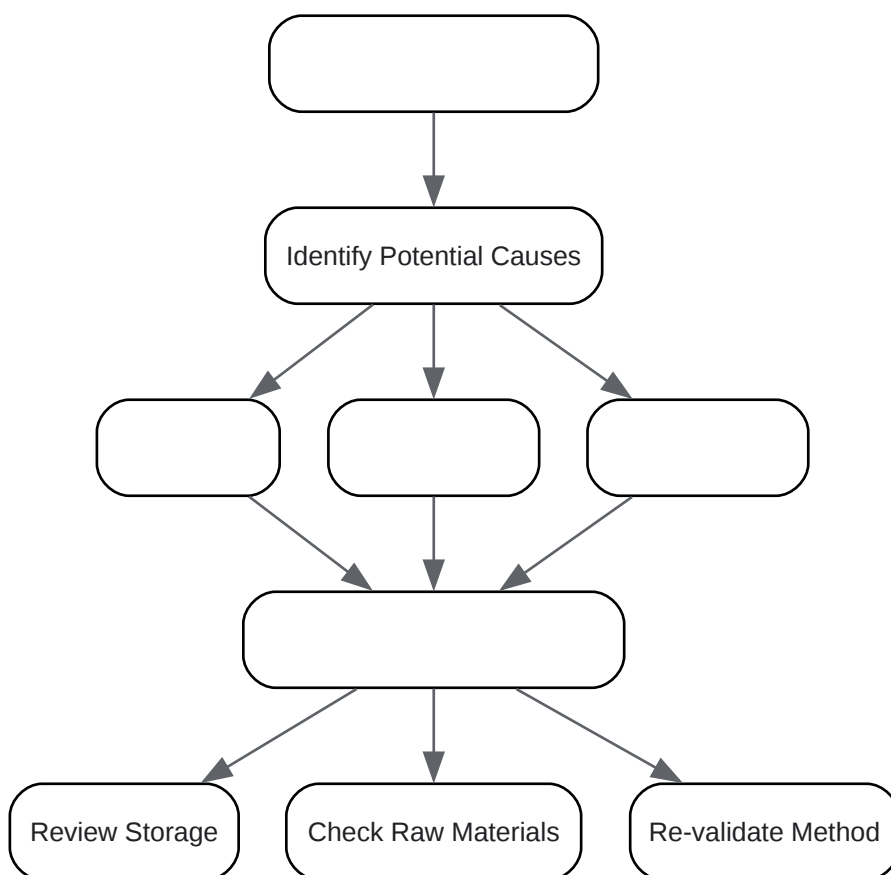 Identify Potential Causes
Review Storage
Check Raw Materials
Re-validate Method